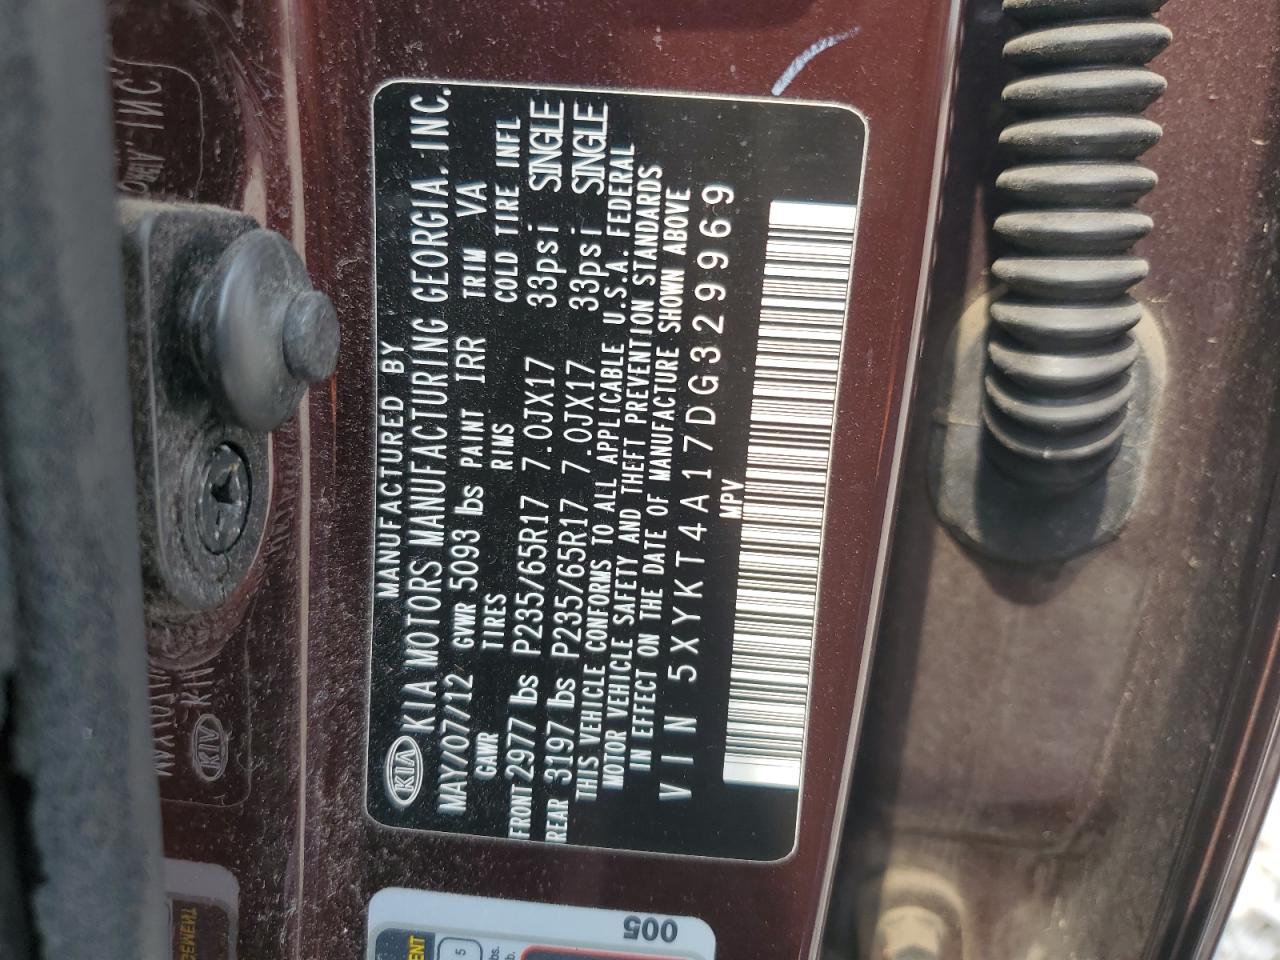 MANUFACTURED BY
KIA KIA MOTORS MANUFACTURING GEORGIA, INC.
MAY/07/12 GVWR 5093 lbs PAINT IRR TRIM VA
GAWR TIRES RIMS COLD TIRE INFL
FRONT 2977 lbs P235/65R17 7.0JX17 33psi SINGLE
REAR 3197 lbs P235/65R17 7.0JX17 33psi SINGLE
THIS VEHICLE CONFORMS TO ALL APPLICABLE U.S.A. FEDERAL
MOTOR VEHICLE SAFETY AND THEFT PREVENTION STANDARDS
IN EFFECT ON THE DATE OF MANUFACTURE SHOWN ABOVE
VIN 5XYKT4A17DG329969
MPV
005
5
KIA